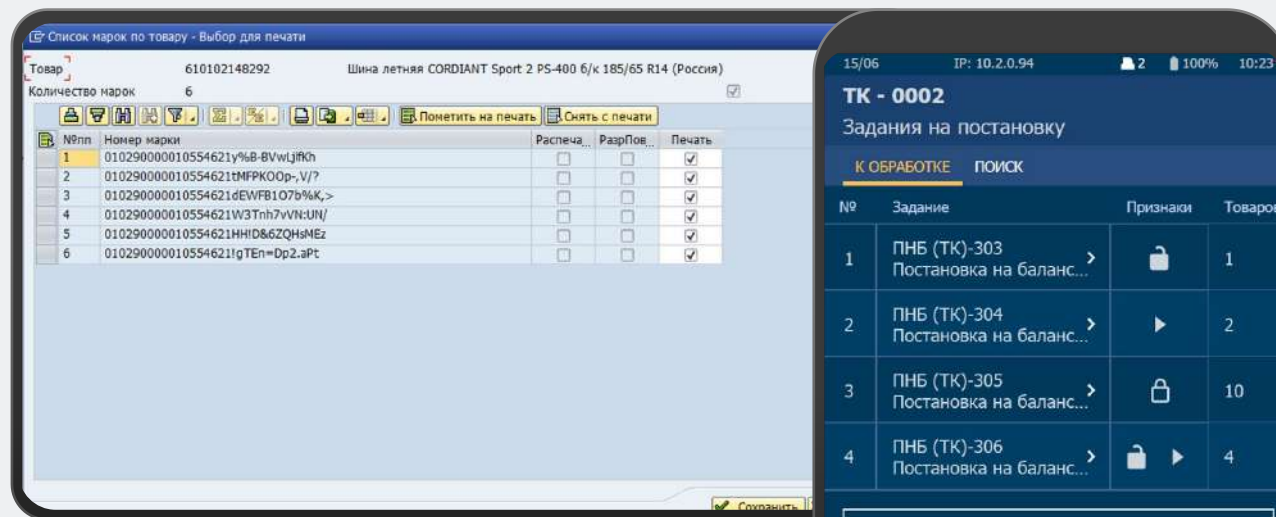 Список марок по товару - Выбор для печати
Товар 610102148292 Шина летняя CORDIANT Sport 2 PS-400 б/к 185/65 R14 (Россия)
Количество марок 6
Пометить на печать Снять с печати
№пп Номер марки Распеча... РазрПов... Печать
1 010290000010554621y%B-BVwLjifKh
2 010290000010554621tMFPKOOp-,V/?
3 010290000010554621dEWFB1O7b%K,>
4 010290000010554621W3Tnh7vVN:UN/
5 010290000010554621HH!D&6ZQHsMEz
6 010290000010554621!gTEn=Dp2.aPt
Сохранить
15/06 IP: 10.2.0.94 2 100% 10:23
ТК - 0002
Задания на постановку
К ОБРАБОТКЕ ПОИСК
№ Задание Признаки Товаров
1 ПНБ (ТК)-303 1
Постановка на баланс...
2 ПНБ (ТК)-304 2
Постановка на баланс...
3 ПНБ (ТК)-305 10
Постановка на баланс...
4 ПНБ (ТК)-306 4
Постановка на баланс...